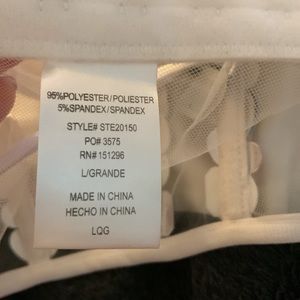 95%POLYESTER/POLIESTER
5%SPANDEX/SPANDEX
STYLE# STE20150
PO# 3575
RN# 151296
L/GRANDE
MADE IN CHINA
HECHO IN CHINA
LQG